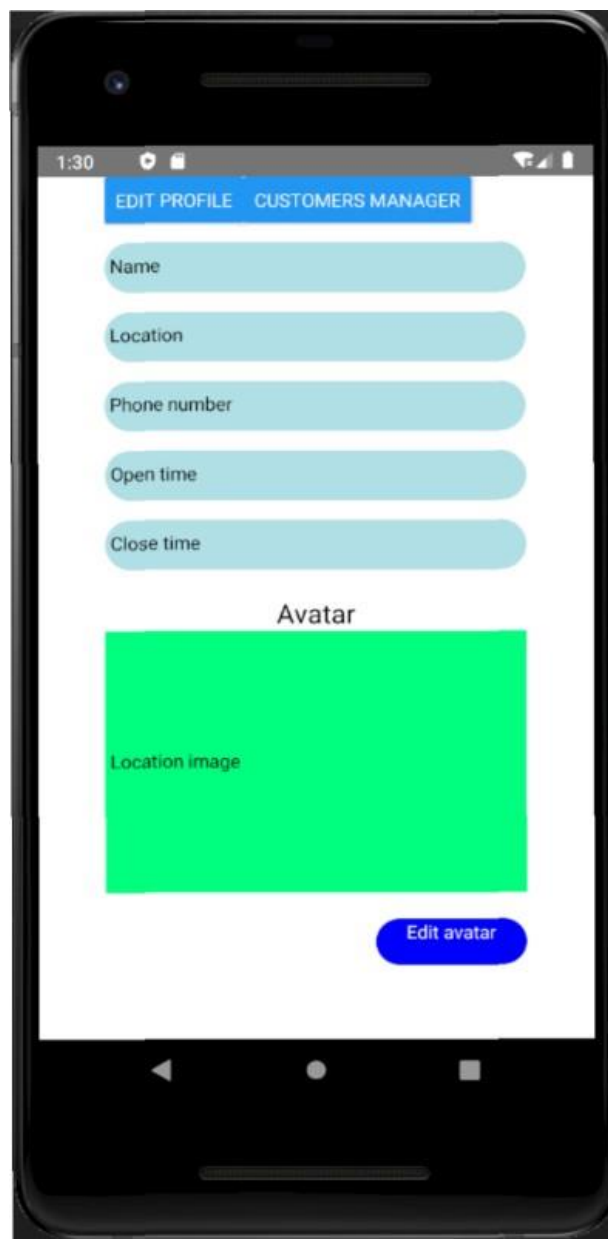 1:30
EDIT PROFILE CUSTOMERS MANAGER
Name
Location
Phone number
Open time
Close time
Avatar
Location image
Edit avatar